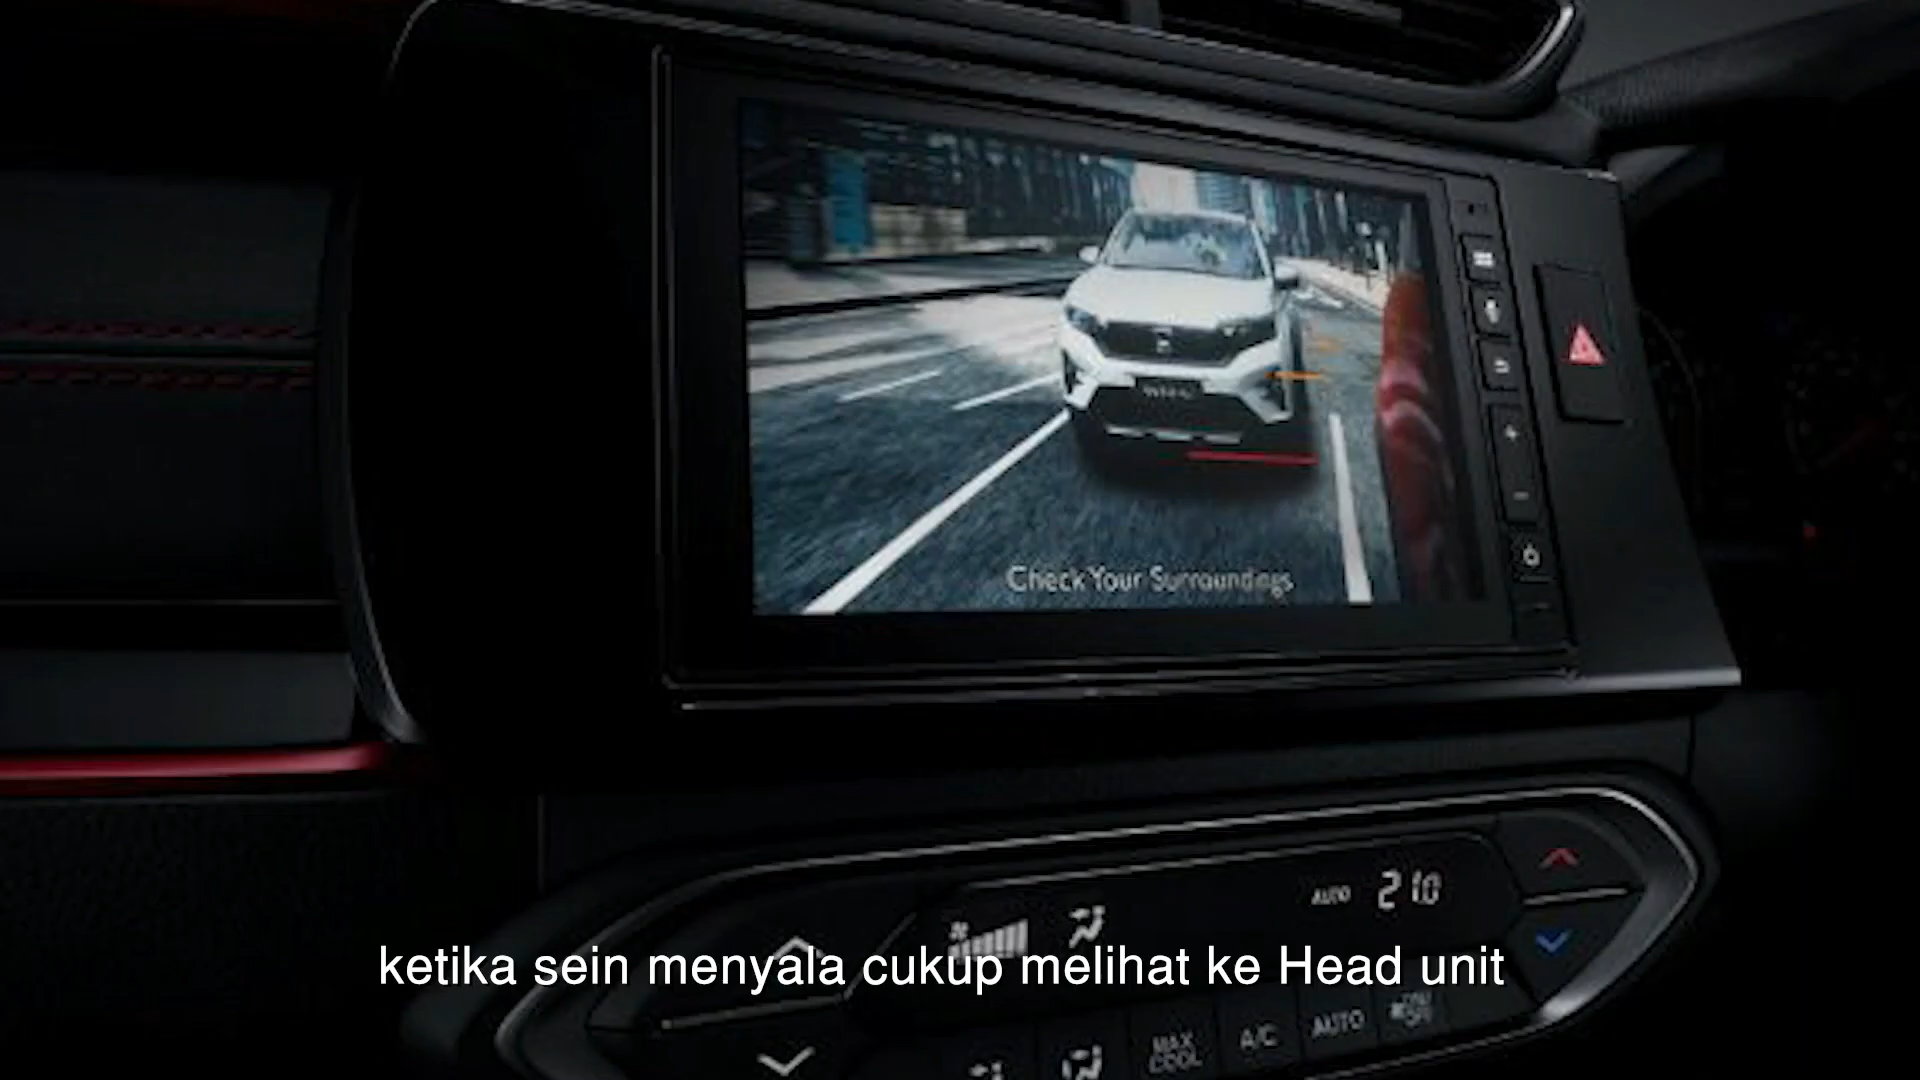 Check Your Surroundings
AUTO 21.0
ketika sein menyala cukup melihat ke Head unit
MAX COOL
A/C
AUTO